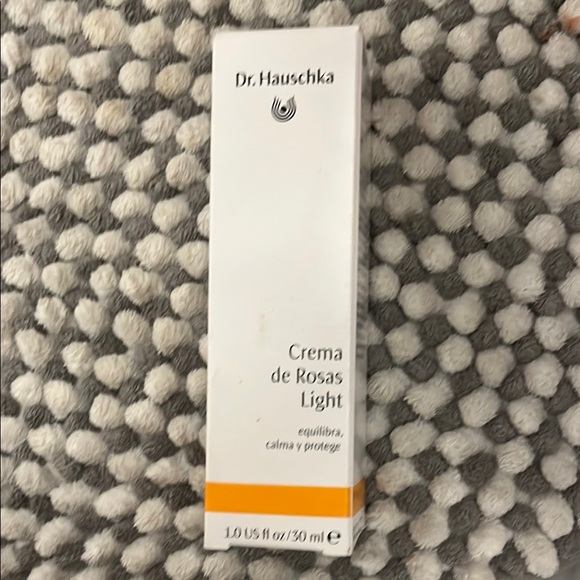 Dr. Hauschka
Crema
de Rosas
Light
equilibra,
calma y protege
1.0 US fl oz/30 ml ℮